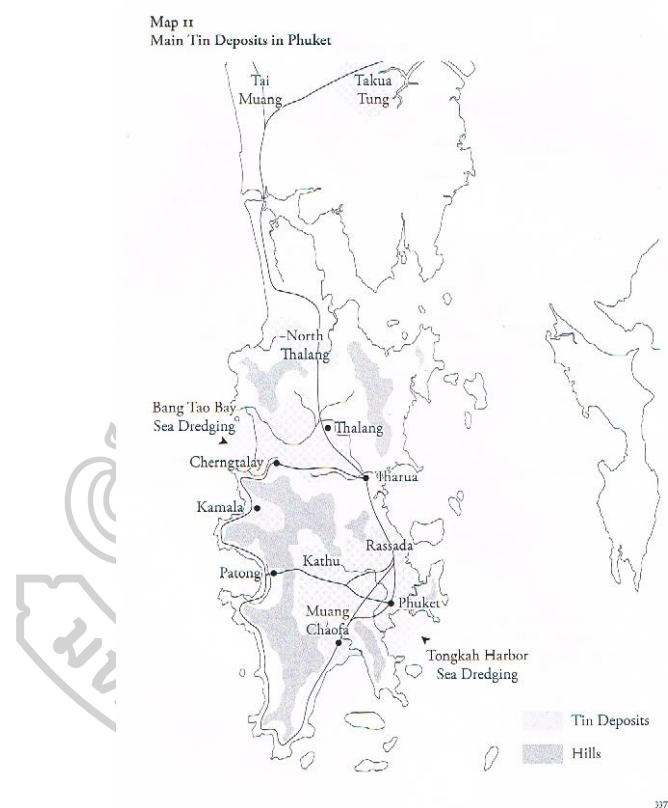 Map 11
Main Tin Deposits in Phuket
Tai
Muang
Takua
Tung
North
Thalang
Bang Tao Bay
Sea Dredging
Thalang
Cherngtalay
Tharua
Kamala
Rassada
Kathu
Patong
Phuket
Muang
Chaofa
Tongkah Harbor
Sea Dredging
Tin Deposits
Hills